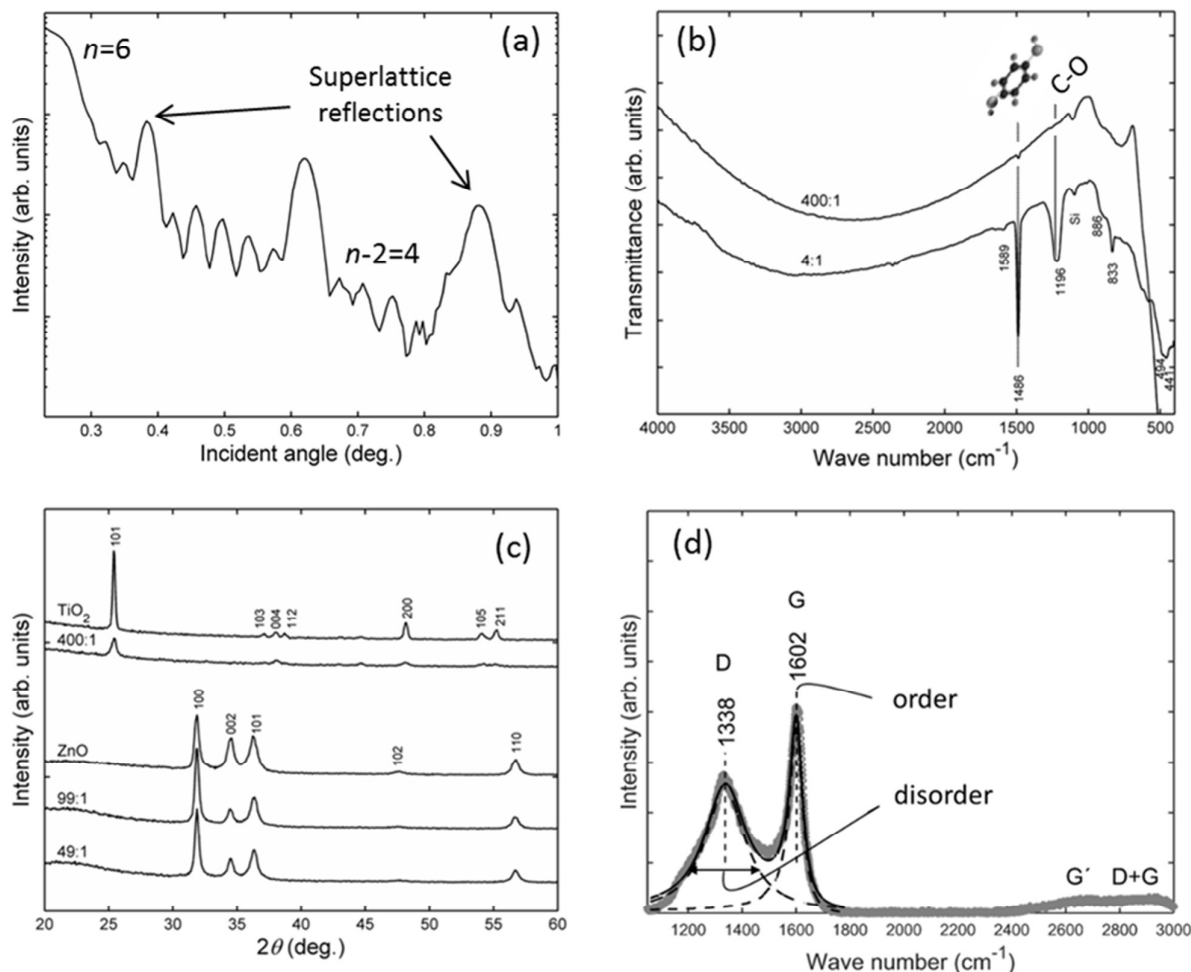 (a)
n=6
Superlattice
reflections
n-2=4
Intensity (arb. units)
0.3 0.4 0.5 0.6 0.7 0.8 0.9 1
Incident angle (deg.)
(b)
C-O
400:1
4:1
Si
1589
1486
1196
886
833
494
441
Transmittance (arb. units)
4000 3500 3000 2500 2000 1500 1000 500
Wave number (cm-1)
(c)
101
TiO2
103
004
112
200
105
211
400:1
100
002
101
ZnO
102
110
99:1
49:1
Intensity (arb. units)
20 25 30 35 40 45 50 55 60
2θ (deg.)
(d)
G
1602
D
1338
order
disorder
G´ D+G
Intensity (arb. units)
1200 1400 1600 1800 2000 2200 2400 2600 2800 3000
Wave number (cm-1)